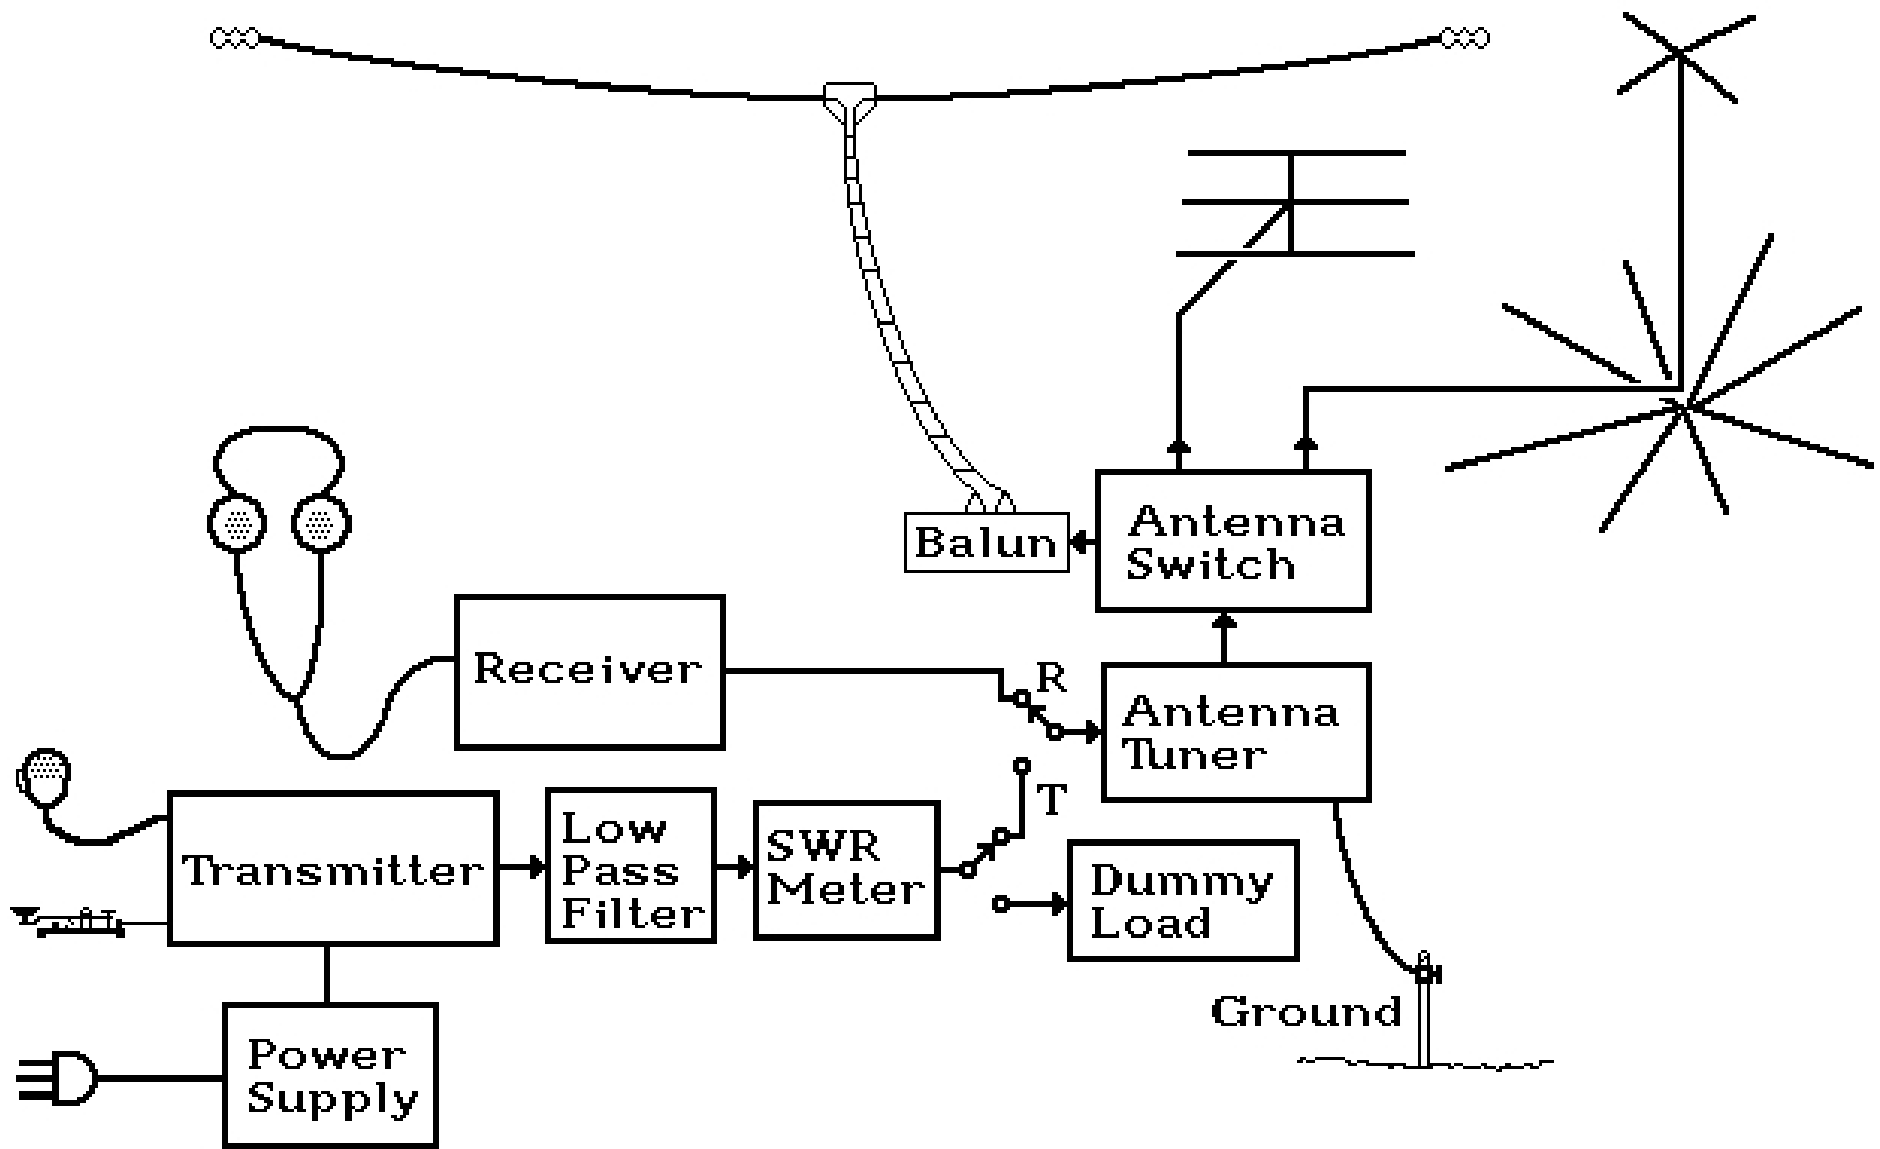 Antenna
Switch
Balun
Receiver
R
Antenna
Tuner
T
Transmitter
Low
Pass
Filter
SWR
Meter
Dummy
Load
Ground
Power
Supply